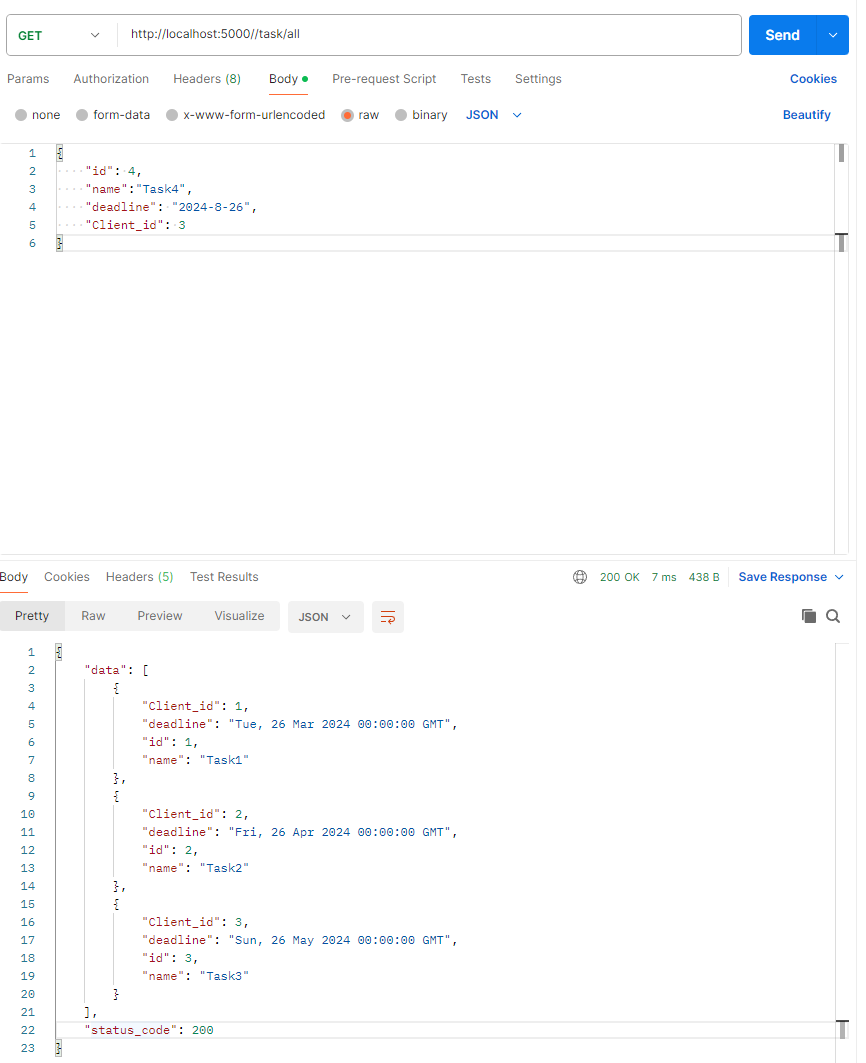 GET http://localhost:5000//task/all Send
Params Authorization Headers (8) Body Pre-request Script Tests Settings Cookies
none form-data x-www-form-urlencoded raw binary JSON Beautify
1 {
2 "id": 4,
3 "name":"Task4",
4 "deadline": "2024-8-26",
5 "Client_id": 3
6 }
Body Cookies Headers (5) Test Results 200 OK 7 ms 438 B Save Response
Pretty Raw Preview Visualize JSON
1 {
2 "data": [
3 {
4 "Client_id": 1,
5 "deadline": "Tue, 26 Mar 2024 00:00:00 GMT",
6 "id": 1,
7 "name": "Task1"
8 },
9 {
10 "Client_id": 2,
11 "deadline": "Fri, 26 Apr 2024 00:00:00 GMT",
12 "id": 2,
13 "name": "Task2"
14 },
15 {
16 "Client_id": 3,
17 "deadline": "Sun, 26 May 2024 00:00:00 GMT",
18 "id": 3,
19 "name": "Task3"
20 }
21 ],
22 "status_code": 200
23 }